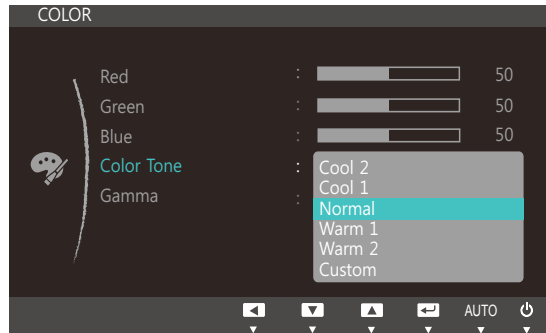 COLOR
Red : 50
Green : 50
Blue : 50
Color Tone :
Cool 2
Cool 1
Normal
Warm 1
Warm 2
Custom
Gamma :
AUTO